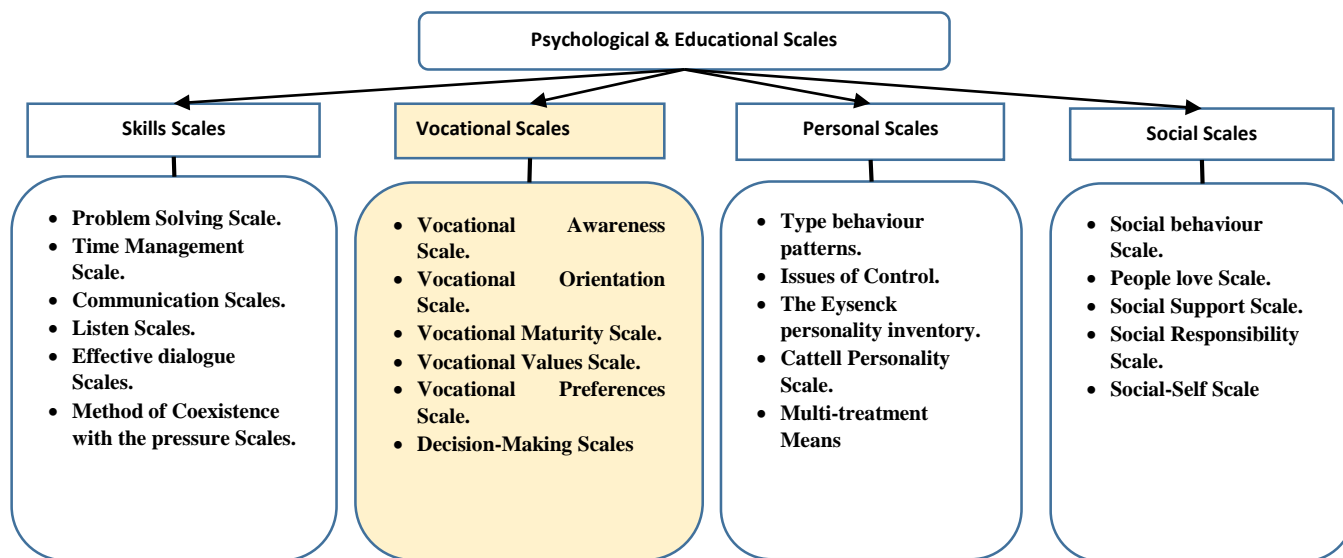 Psychological & Educational Scales
Skills Scales
• Problem Solving Scale.
• Time Management
Scale.
• Communication Scales.
• Listen Scales.
• Effective dialogue
Scales.
• Method of Coexistence
with the pressure Scales.
Vocational Scales
• Vocational Awareness
Scale.
• Vocational Orientation
Scale.
• Vocational Maturity Scale.
• Vocational Values Scale.
• Vocational Preferences
Scale.
• Decision-Making Scales
Personal Scales
• Type behaviour
patterns.
• Issues of Control.
• The Eysenck
personality inventory.
• Cattell Personality
Scale.
• Multi-treatment
Means
Social Scales
• Social behaviour
Scale.
• People love Scale.
• Social Support Scale.
• Social Responsibility
Scale.
• Social-Self Scale